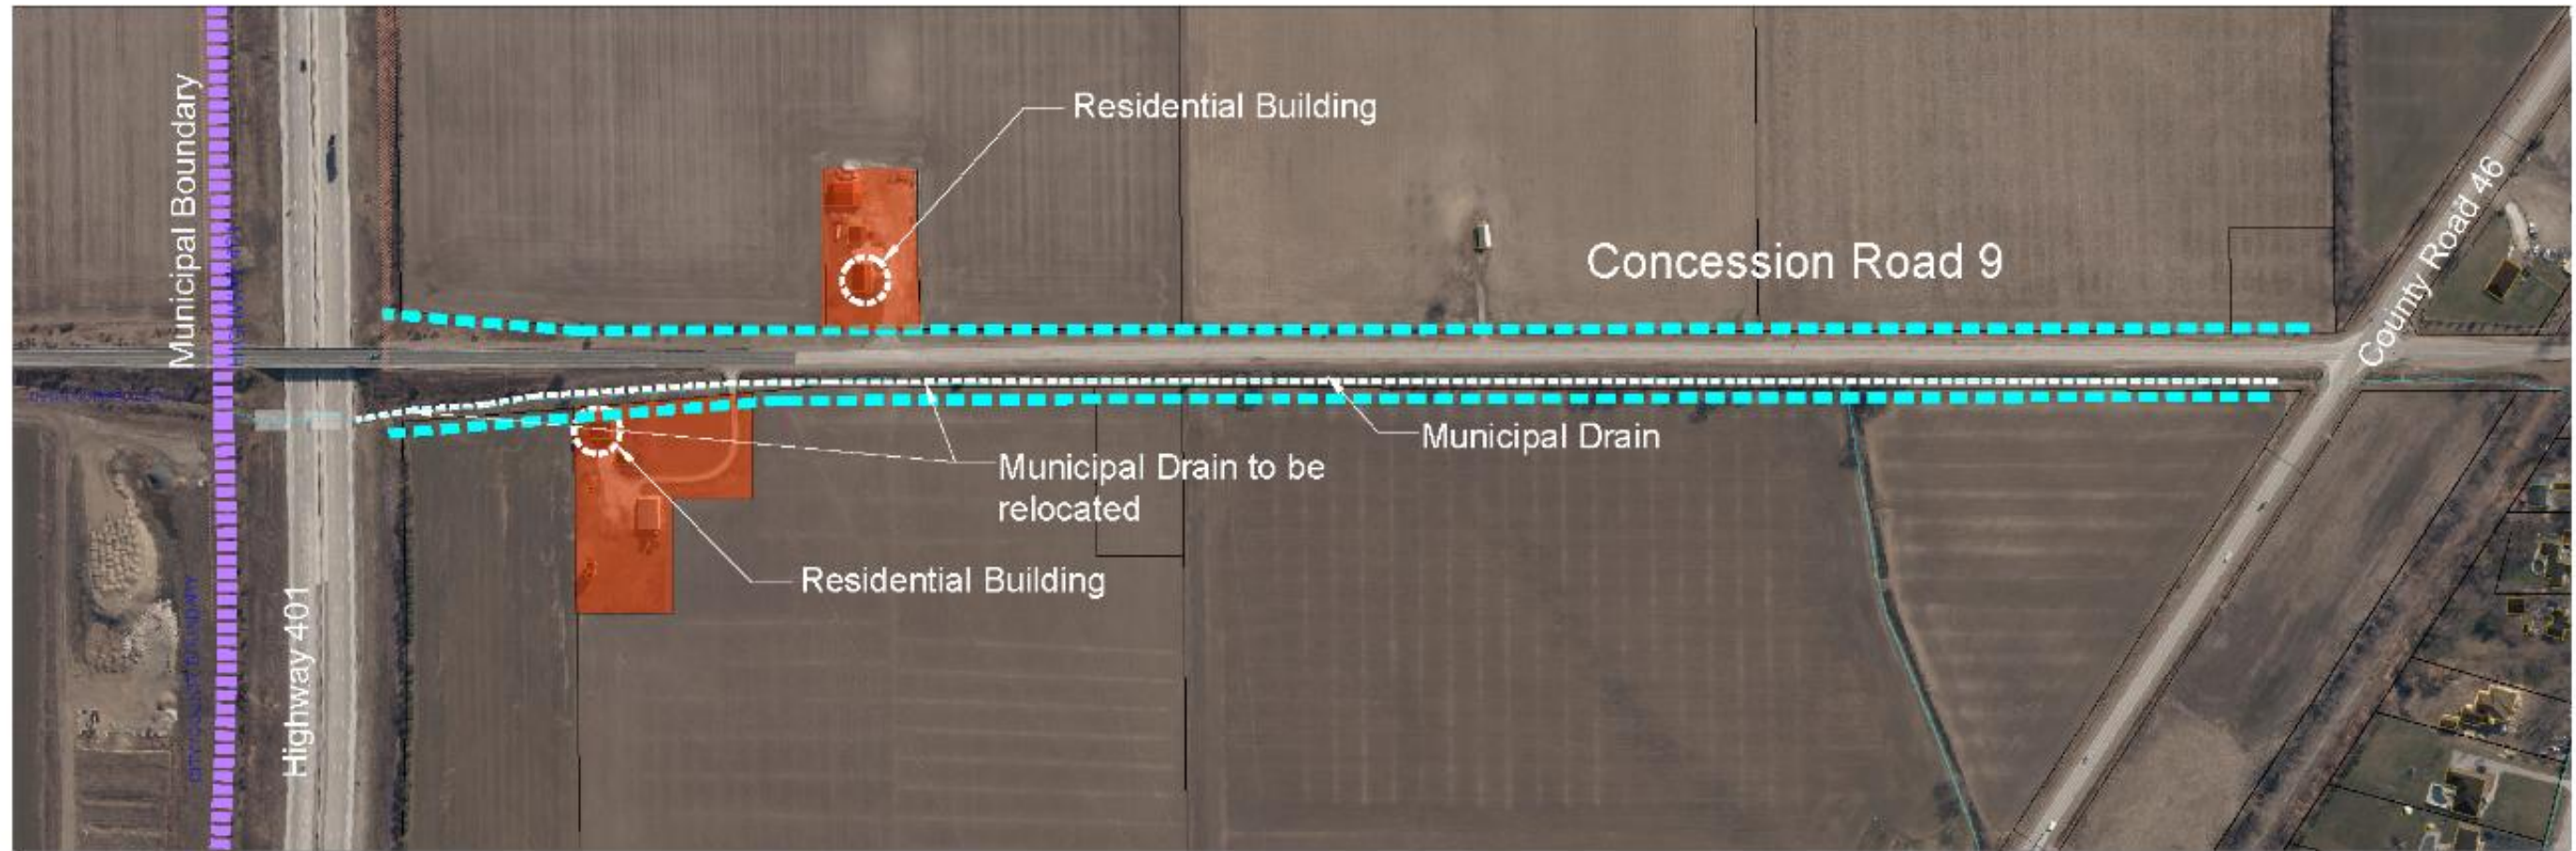 Municipal Boundary
Highway 401
Residential Building
Concession Road 9
County Road 46
Municipal Drain
Municipal Drain to be
relocated
Residential Building